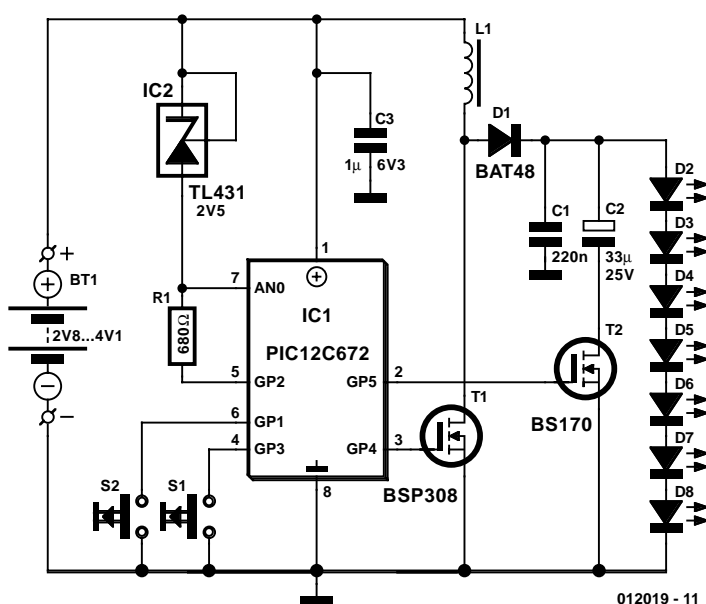 L1
IC2
C3
D1
1µ 6V3
BAT48
D2
TL431
2V5
C1
C2
D3
+
1
220n
33µ
25V
BT1
7
AN0
D4
R1
IC1
T2
2V8...4V1
680Ω
PIC12C672
D5
5
GP2
GP5
2
T1
D6
6
GP1
BS170
4
GP3
GP4
3
D7
S2
S1
8
BSP308
D8
012019 - 11